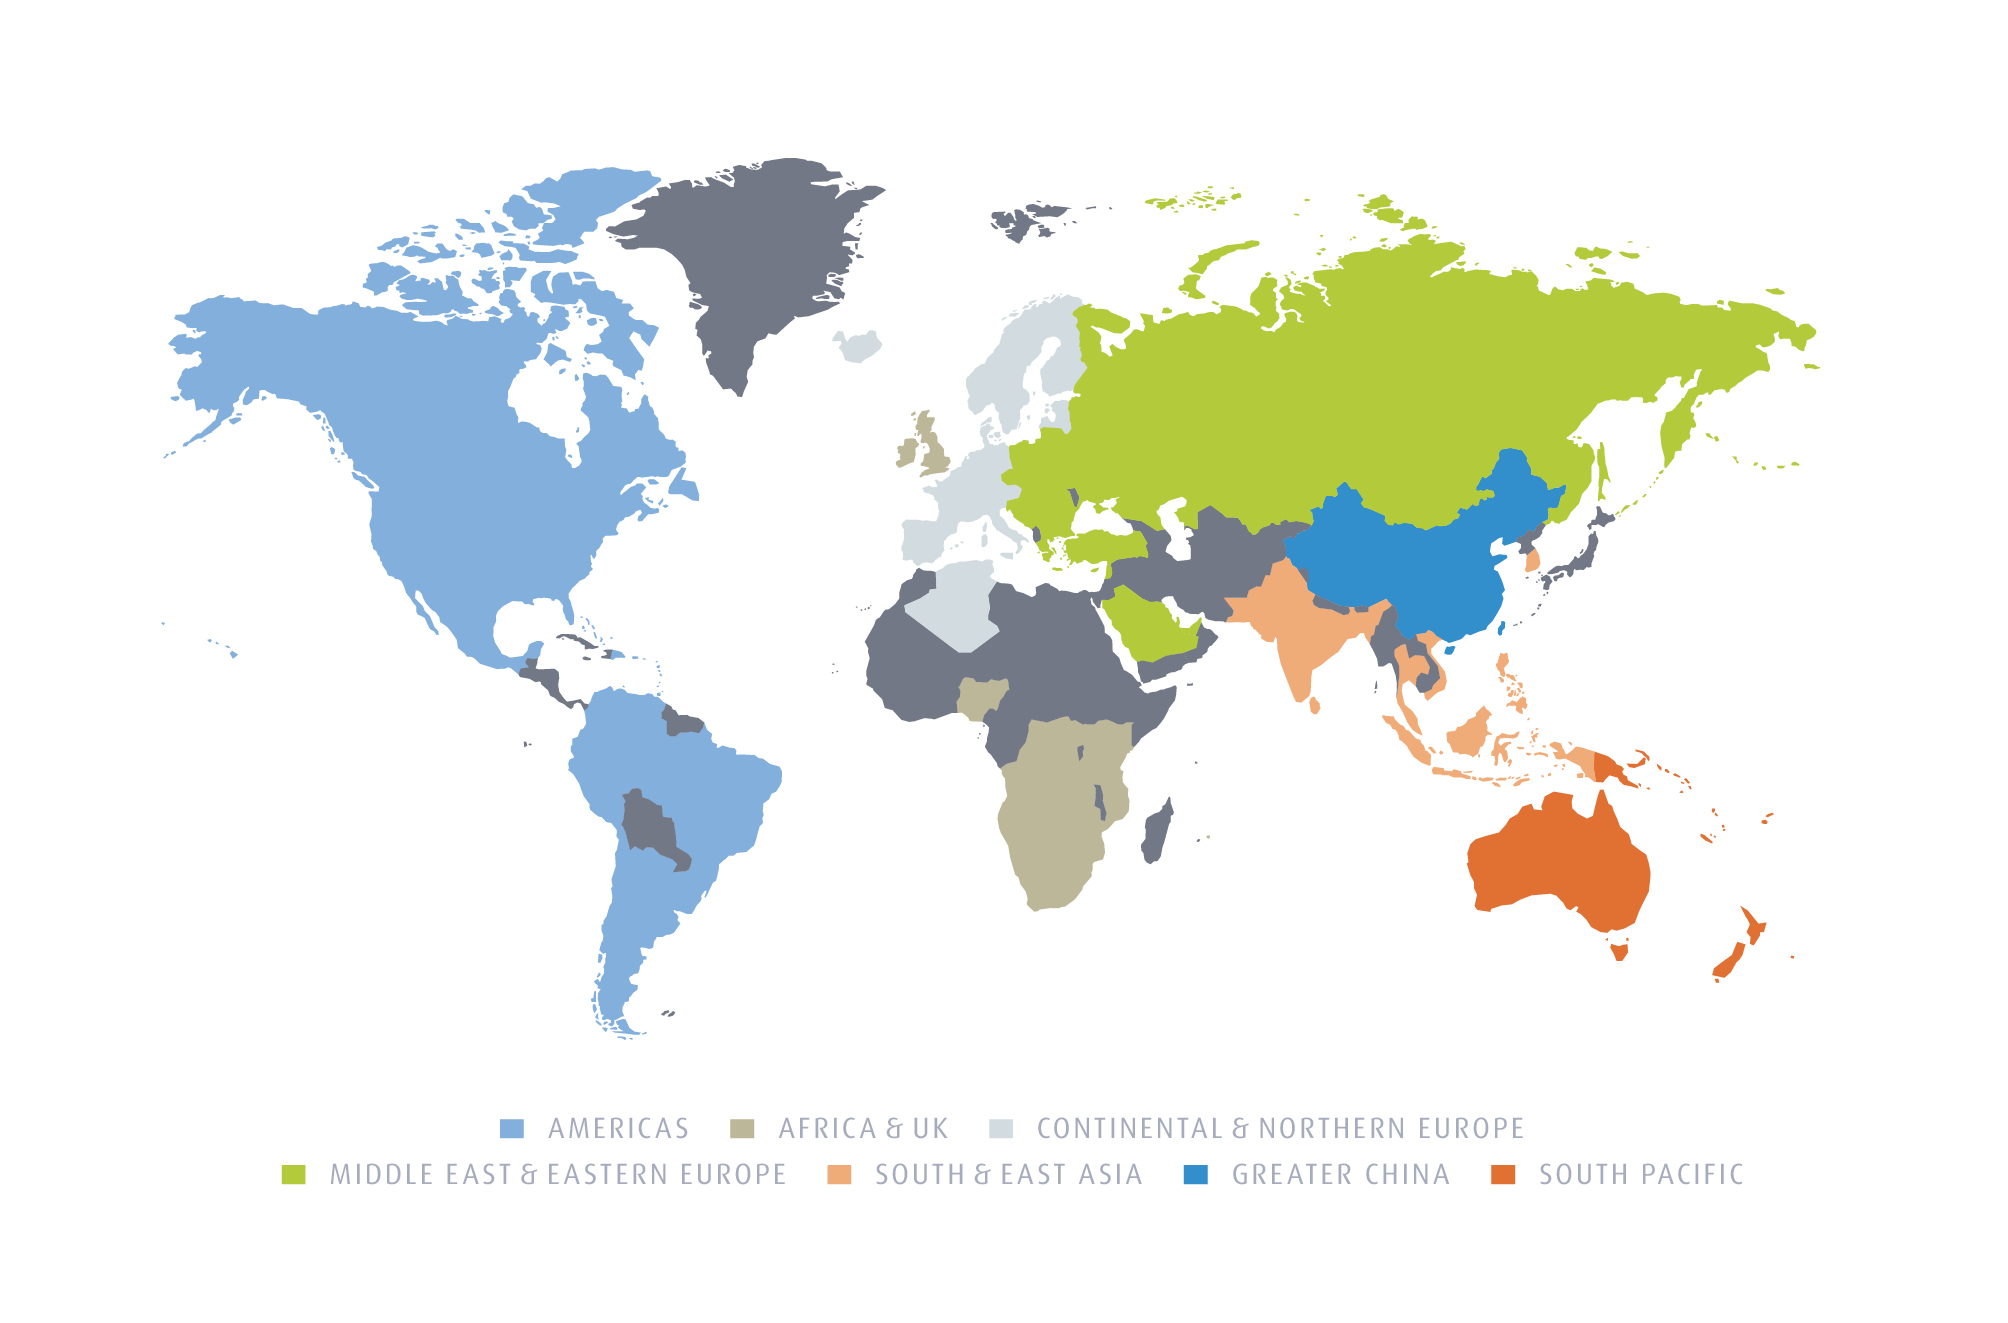 AMERICAS AFRICA & UK CONTINENTAL & NORTHERN EUROPE
MIDDLE EAST & EASTERN EUROPE SOUTH & EAST ASIA GREATER CHINA SOUTH PACIFIC